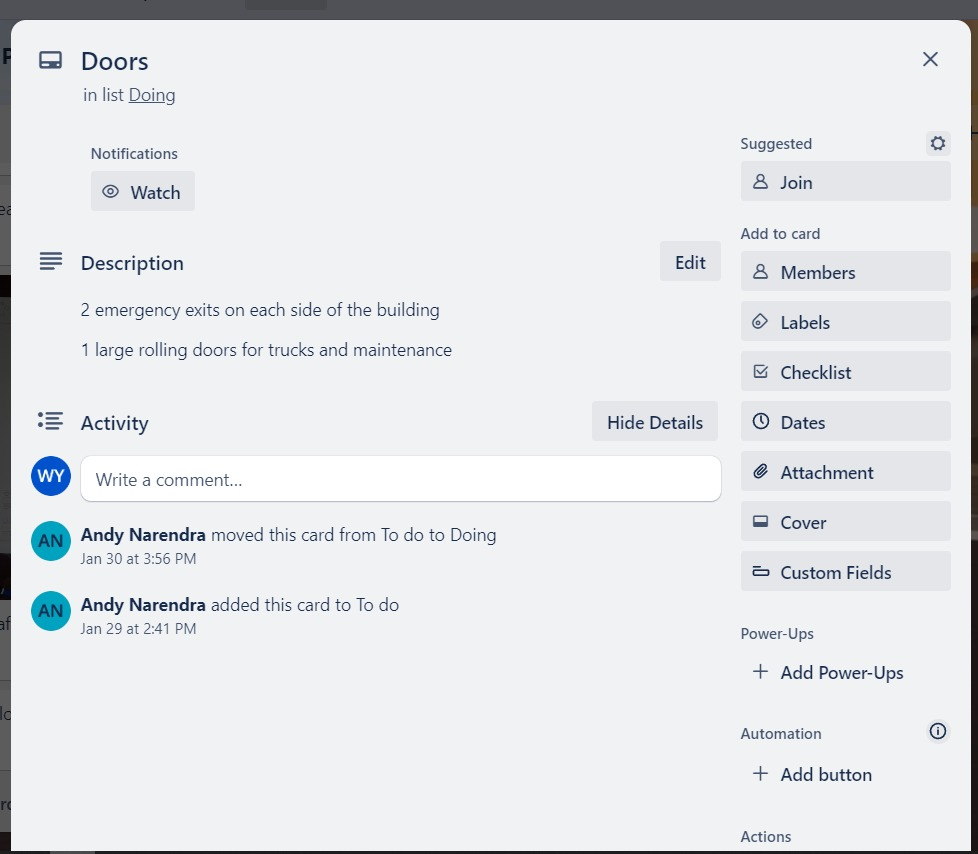 Doors
in list Doing
Notifications
Watch
Description
Edit
2 emergency exits on each side of the building
1 large rolling doors for trucks and maintenance
Activity
Hide Details
WY
Write a comment...
AN
Andy Narendra moved this card from To do to Doing
Jan 30 at 3:56 PM
AN
Andy Narendra added this card to To do
Jan 29 at 2:41 PM
Suggested
Join
Add to card
Members
Labels
Checklist
Dates
Attachment
Cover
Custom Fields
Power-Ups
Add Power-Ups
Automation
Add button
Actions